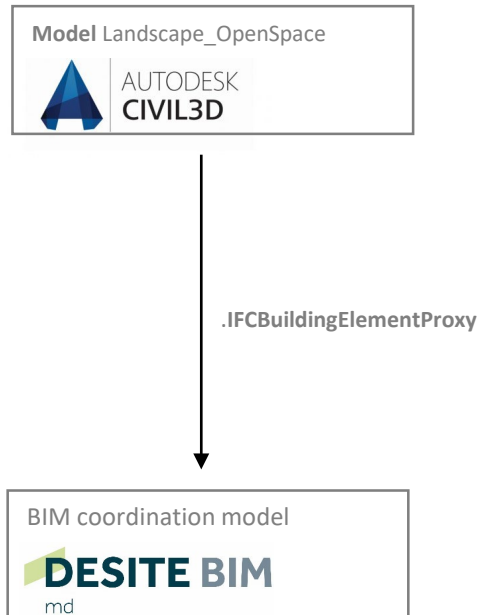 Model Landscape_OpenSpace
AUTODESK
CIVIL3D
.IFCBuildingElementProxy
BIM coordination model
DESITE BIM
md